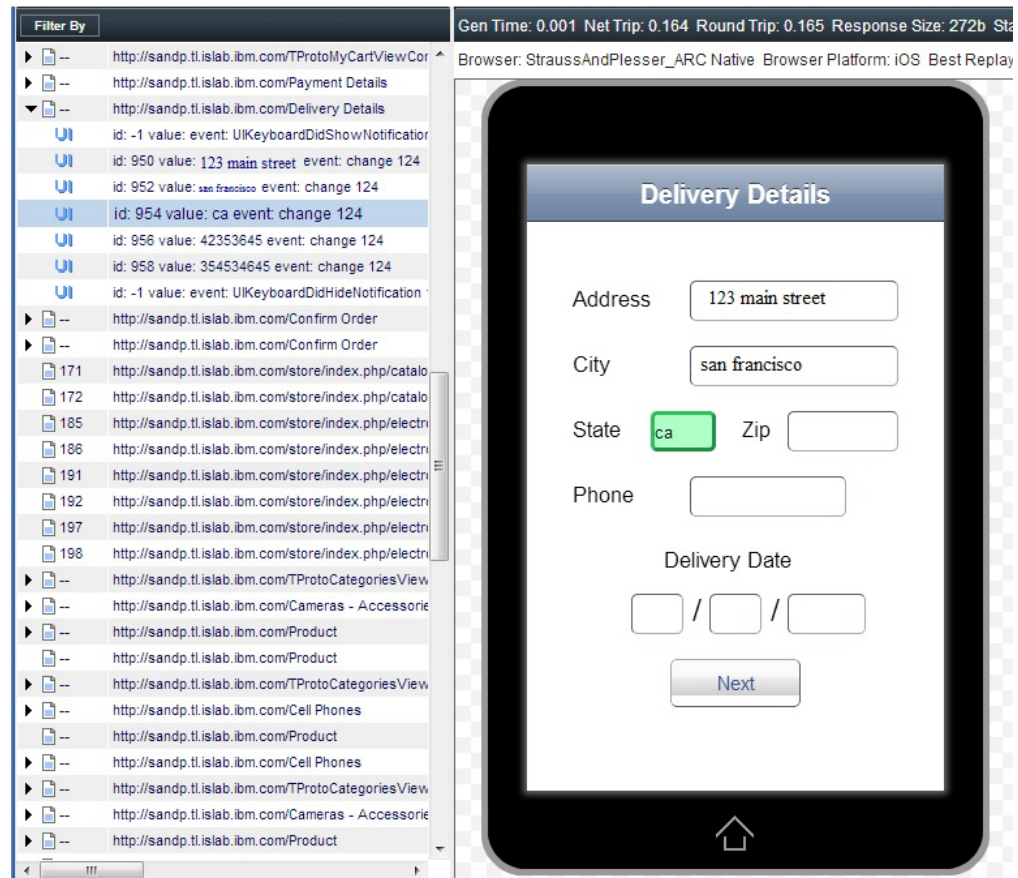 Filter By
-- http://sandp.tl.islab.ibm.com/TProtoMyCartViewCor
-- http://sandp.tl.islab.ibm.com/Payment Details
-- http://sandp.tl.islab.ibm.com/Delivery Details
UI id: -1 value: event: UIKeyboardDidShowNotification
UI id: 950 value: 123 main street event: change 124
UI id: 952 value: san francisco event: change 124
UI id: 954 value: ca event: change 124
UI id: 956 value: 42353645 event: change 124
UI id: 958 value: 354534645 event: change 124
UI id: -1 value: event: UIKeyboardDidHideNotification
-- http://sandp.tl.islab.ibm.com/Confirm Order
-- http://sandp.tl.islab.ibm.com/Confirm Order
171 http://sandp.tl.islab.ibm.com/store/index.php/catalo
172 http://sandp.tl.islab.ibm.com/store/index.php/catalo
185 http://sandp.tl.islab.ibm.com/store/index.php/electr
186 http://sandp.tl.islab.ibm.com/store/index.php/electr
191 http://sandp.tl.islab.ibm.com/store/index.php/electr
192 http://sandp.tl.islab.ibm.com/store/index.php/electr
197 http://sandp.tl.islab.ibm.com/store/index.php/electr
198 http://sandp.tl.islab.ibm.com/store/index.php/electr
-- http://sandp.tl.islab.ibm.com/TProtoCategoriesView
-- http://sandp.tl.islab.ibm.com/Cameras - Accessorie
-- http://sandp.tl.islab.ibm.com/Product
-- http://sandp.tl.islab.ibm.com/Product
-- http://sandp.tl.islab.ibm.com/TProtoCategoriesView
-- http://sandp.tl.islab.ibm.com/Cell Phones
-- http://sandp.tl.islab.ibm.com/Product
-- http://sandp.tl.islab.ibm.com/Cell Phones
-- http://sandp.tl.islab.ibm.com/TProtoCategoriesView
-- http://sandp.tl.islab.ibm.com/Cameras - Accessorie
-- http://sandp.tl.islab.ibm.com/Product
Gen Time: 0.001 Net Trip: 0.164 Round Trip: 0.165 Response Size: 272b Sta
Browser: StraussAndPlesser_ARC Native Browser Platform: iOS Best Replay
Delivery Details
Address 123 main street
City san francisco
State ca Zip
Phone
Delivery Date
/ /
Next